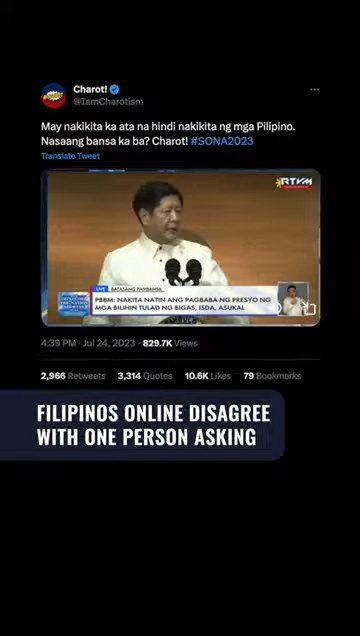 Charot!
@IamCharotism
May nakikita ka ata na hindi nakikita ng mga Pilipino.
Nasaang bansa ka ba? Charot! #SONA2023
Translate Tweet
RTVM
LIVE BATASANG PAMBANSA
PBBM: NAKITA NATIN ANG PAGBABA NG PRESYO NG
MGA BILIHIN TULAD NG BIGAS, ISDA, ASUKAL
4:39 PM · Jul 24, 2023 · 829.7K Views
2,966 Retweets 3,314 Quotes 10.6K Likes 79 Bookmarks
FILIPINOS ONLINE DISAGREE
WITH ONE PERSON ASKING